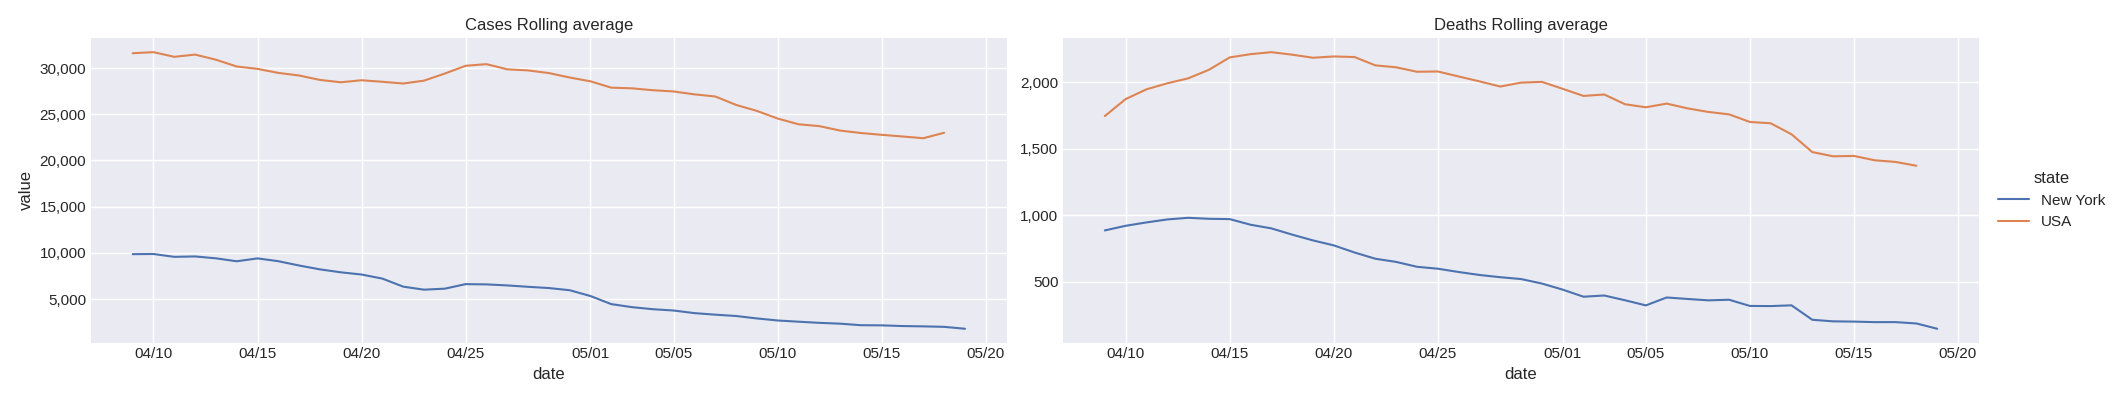 Cases Rolling average
value
30,000
25,000
20,000
15,000
10,000
5,000
04/10 04/15 04/20 04/25 05/01 05/05 05/10 05/15 05/20
date
Deaths Rolling average
2,000
1,500
1,000
500
04/10 04/15 04/20 04/25 05/01 05/05 05/10 05/15 05/20
date
state
New York
USA